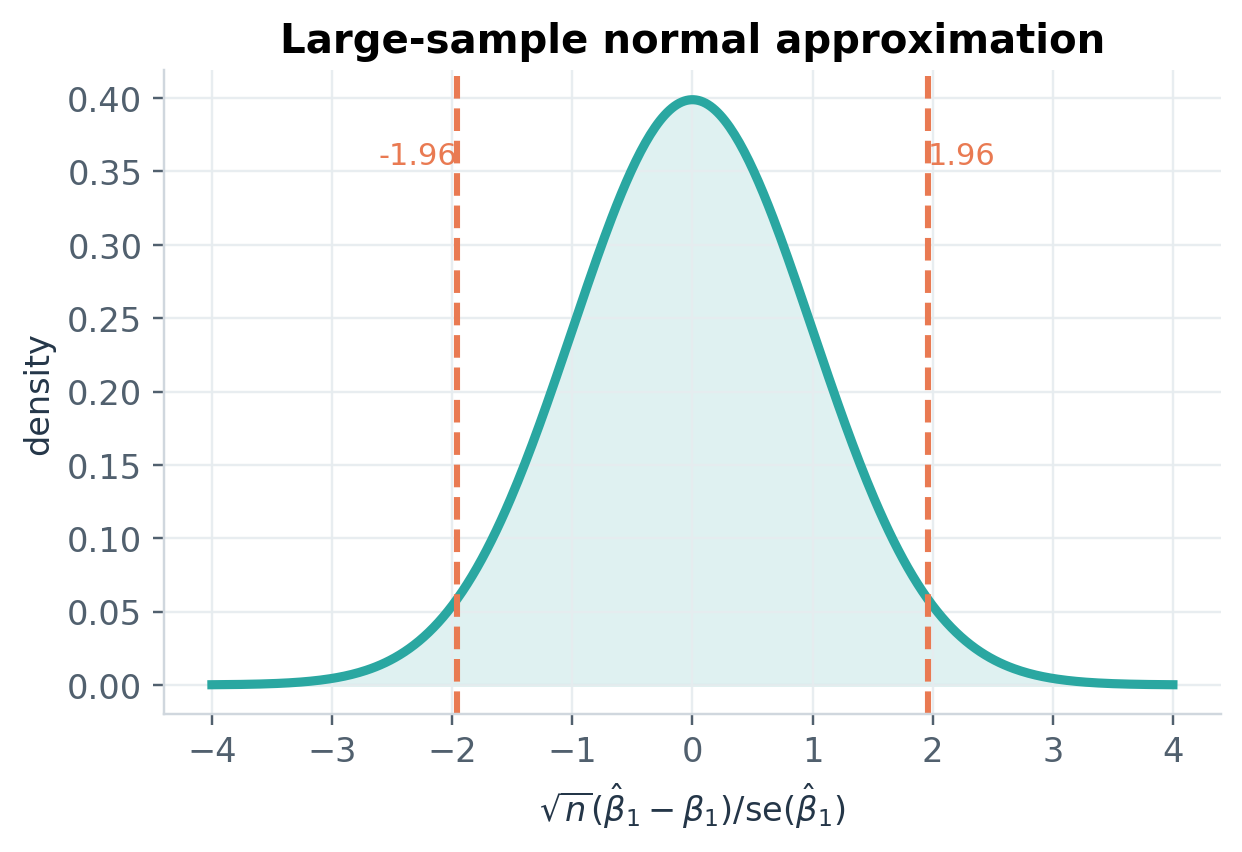 Large-sample normal approximation
0.40
-1.96
1.96
0.35
0.30
0.25
0.20
0.15
0.10
0.05
0.00
density
−4 −3 −2 −1 0 1 2 3 4
√n(β̂₁ − β₁)/se(β̂₁)